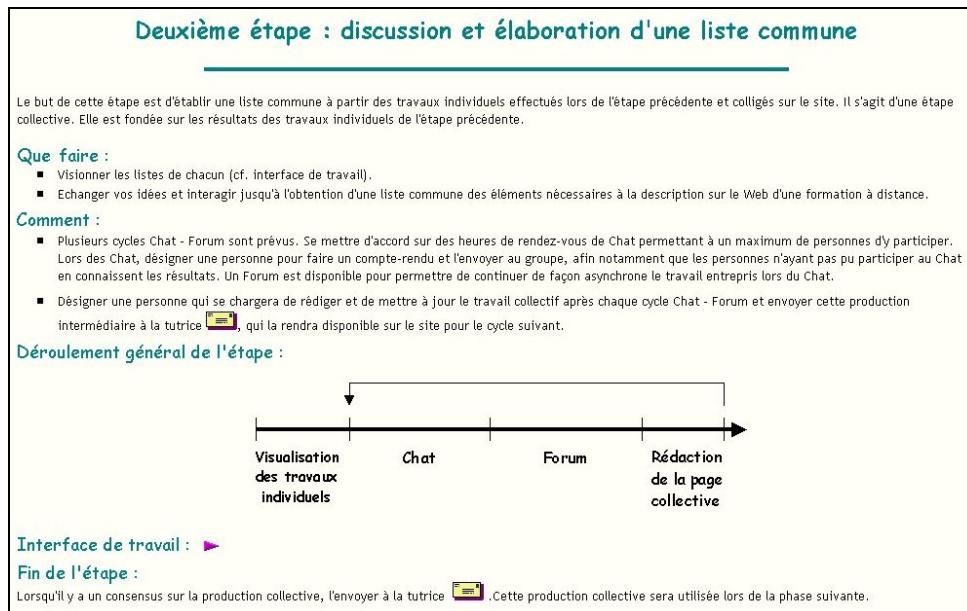 Deuxième étape : discussion et élaboration d'une liste commune
Le but de cette étape est d'établir une liste commune à partir des travaux individuels effectués lors de l'étape précédente et colligés sur le site. Il s'agit d'une étape
collective. Elle est fondée sur les résultats des travaux individuels de l'étape précédente.
Que faire :
Visionner les listes de chacun (cf. interface de travail).
Echanger vos idées et interagir jusqu'à l'obtention d'une liste commune des éléments nécessaires à la description sur le Web d'une formation à distance.
Comment :
Plusieurs cycles Chat - Forum sont prévus. Se mettre d'accord sur des heures de rendez-vous de Chat permettant à un maximum de personnes d'y participer.
Lors des Chat, désigner une personne pour faire un compte-rendu et l'envoyer au groupe, afin notamment que les personnes n'ayant pas pu participer au Chat
en connaissent les résultats. Un Forum est disponible pour permettre de continuer de façon asynchrone le travail entrepris lors du Chat.
Désigner une personne qui se chargera de rédiger et de mettre à jour le travail collectif après chaque cycle Chat - Forum et envoyer cette production
intermédiaire à la tutrice , qui la rendra disponible sur le site pour le cycle suivant.
Déroulement général de l'étape :
Visualisation
des travaux
individuels
Chat
Forum
Rédaction
de la page
collective
Interface de travail :
Fin de l'étape :
Lorsqu'il y a un consensus sur la production collective, l'envoyer à la tutrice .Cette production collective sera utilisée lors de la phase suivante.